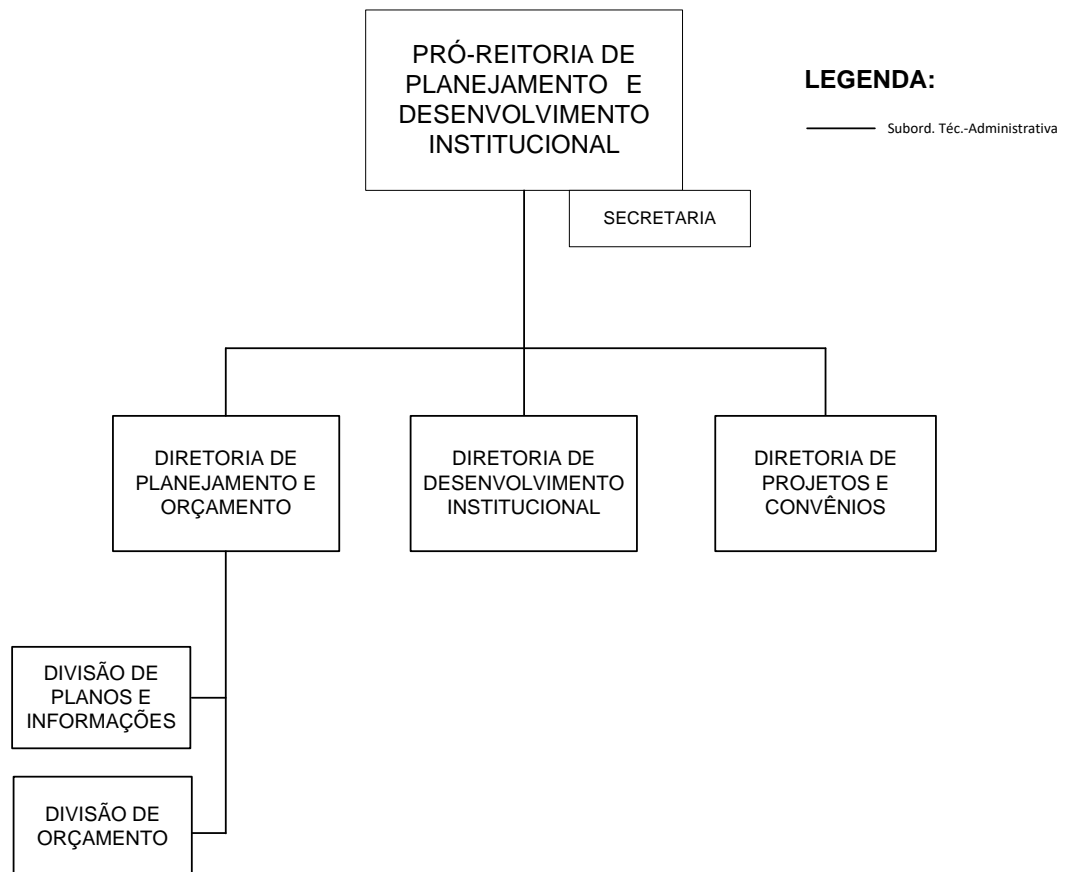 PRÓ-REITORIA DE
PLANEJAMENTO E
DESENVOLVIMENTO
INSTITUCIONAL
LEGENDA:
Subord. Téc.-Administrativa
SECRETARIA
DIRETORIA DE
PLANEJAMENTO E
ORÇAMENTO
DIRETORIA DE
DESENVOLVIMENTO
INSTITUCIONAL
DIRETORIA DE
PROJETOS E
CONVÊNIOS
DIVISÃO DE
PLANOS E
INFORMAÇÕES
DIVISÃO DE
ORÇAMENTO